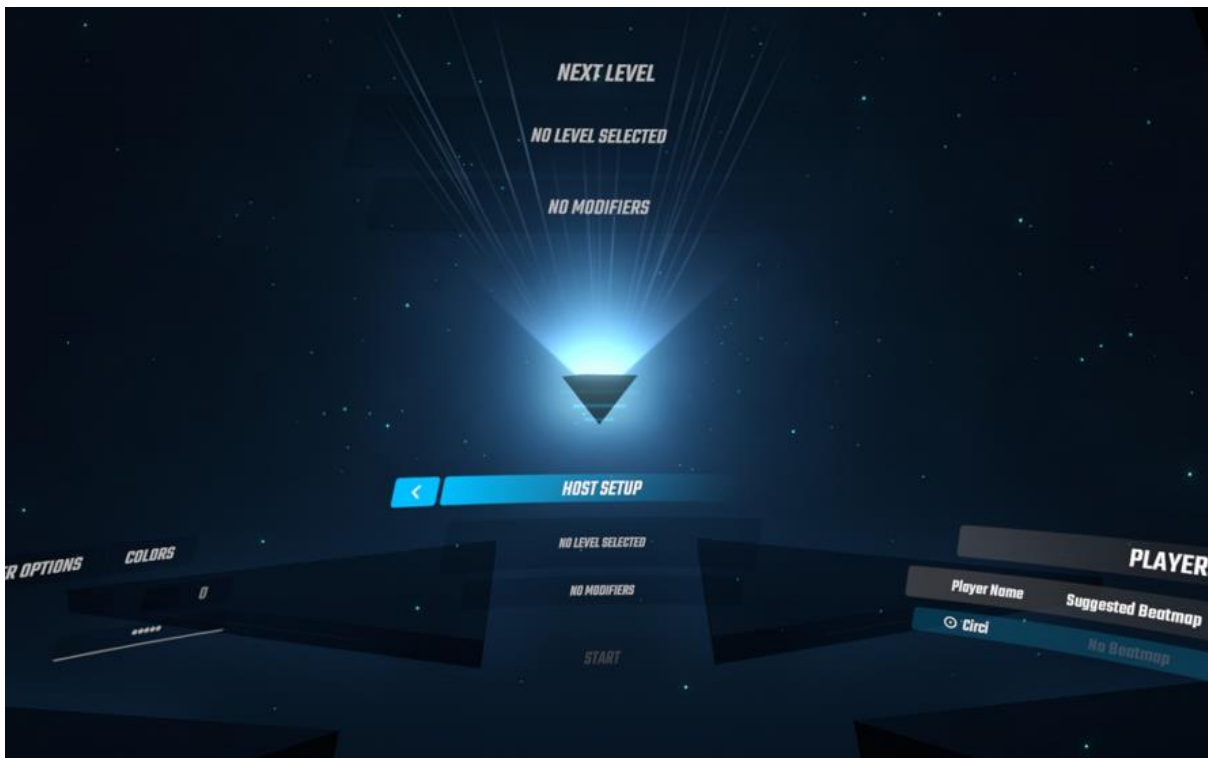 NEXT LEVEL
NO LEVEL SELECTED
NO MODIFIERS
HOST SETUP
NO LEVEL SELECTED
NO MODIFIERS
START
ER OPTIONS COLORS
0
*****
PLAYER
Player Name Suggested Beatmap
Circi No Beatmap